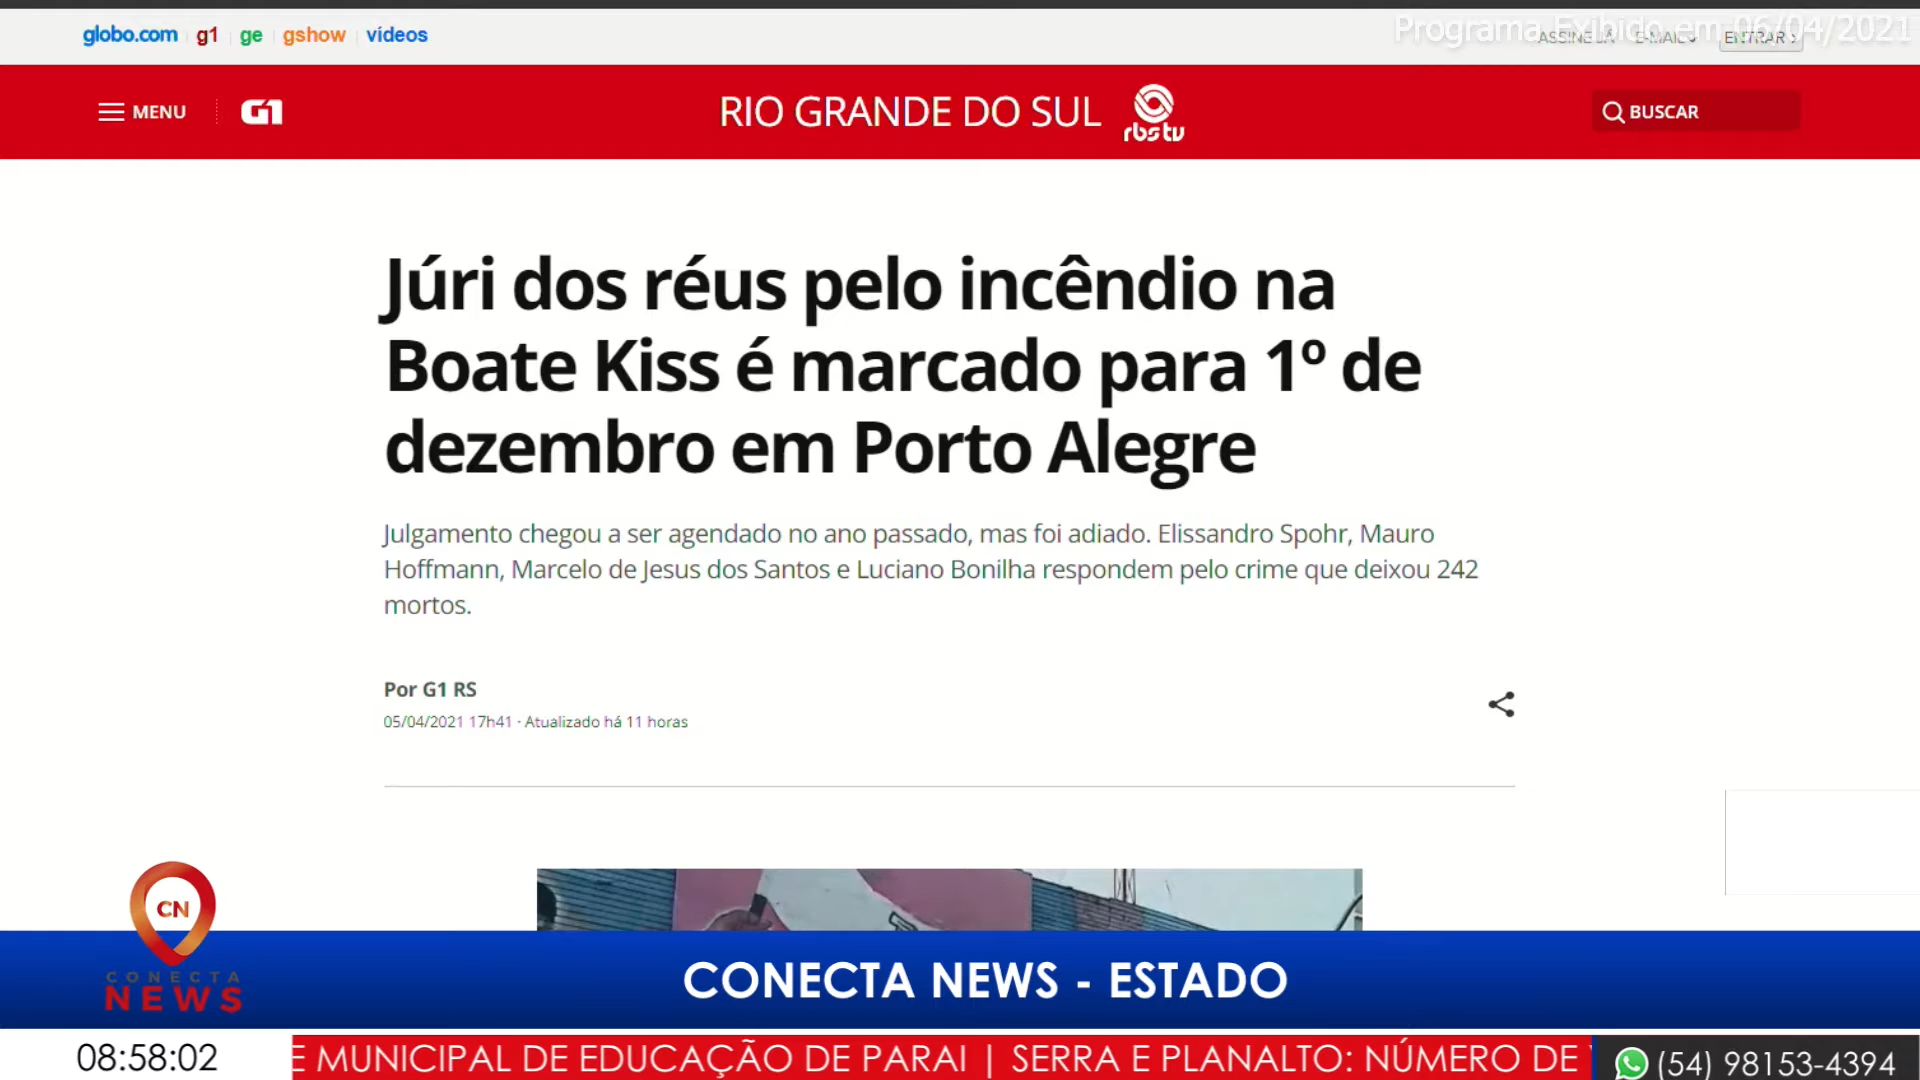 globo.com g1 ge gshow vídeos
Programa Exibido em 06/04/2021
ASSINE JÁ E-MAIL ENTRAR ›
MENU G1 RIO GRANDE DO SUL rbs tv BUSCAR
Júri dos réus pelo incêndio na
Boate Kiss é marcado para 1º de
dezembro em Porto Alegre
Julgamento chegou a ser agendado no ano passado, mas foi adiado. Elissandro Spohr, Mauro
Hoffmann, Marcelo de Jesus dos Santos e Luciano Bonilha respondem pelo crime que deixou 242
mortos.
Por G1 RS
05/04/2021 17h41 · Atualizado há 11 horas
CN
CONECTA
NEWS
CONECTA NEWS - ESTADO
08:58:02
E MUNICIPAL DE EDUCAÇÃO DE PARAI | SERRA E PLANALTO: NÚMERO DE
(54) 98153-4394